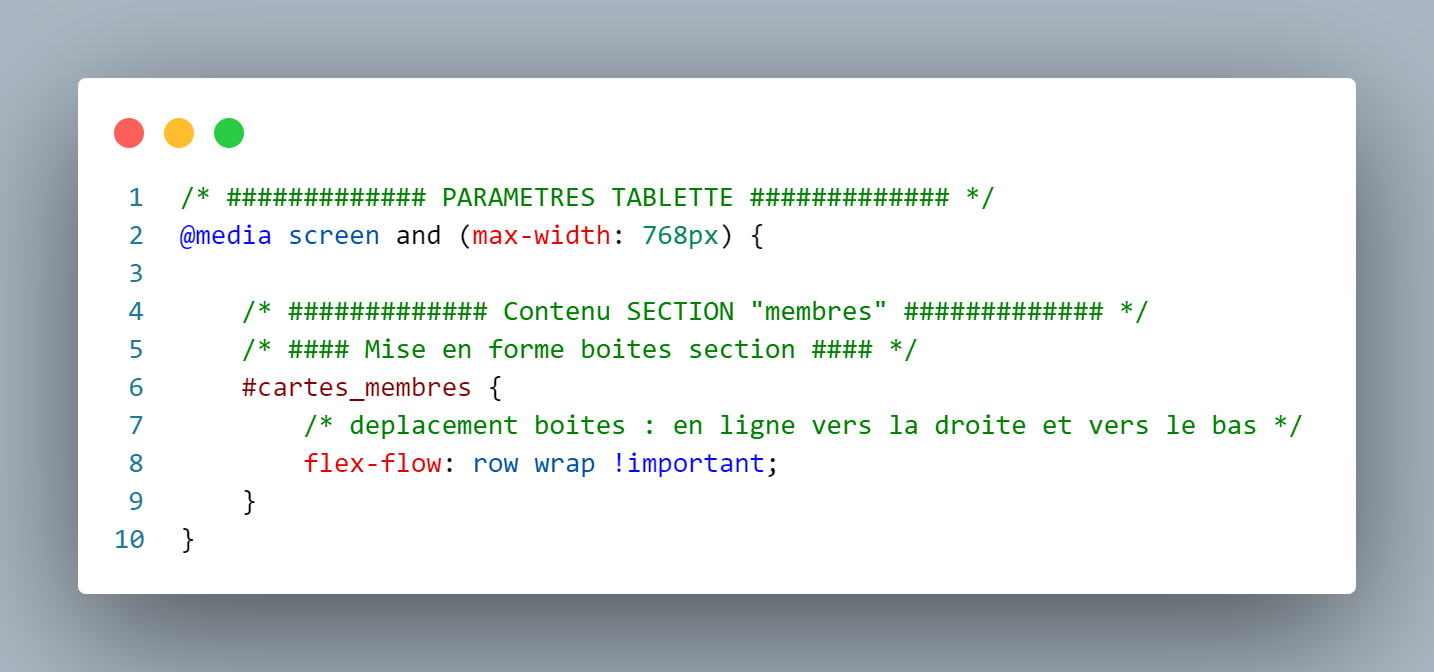 1 /* ############# PARAMETRES TABLETTE ############# */
2 @media screen and (max-width: 768px) {
3
4 /* ############# Contenu SECTION "membres" ############# */
5 /* #### Mise en forme boites section #### */
6 #cartes_membres {
7 /* deplacement boites : en ligne vers la droite et vers le bas */
8 flex-flow: row wrap !important;
9 }
10 }